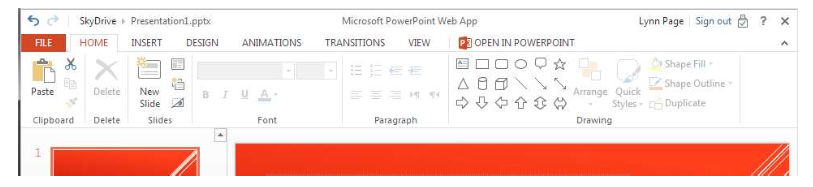 SkyDrive ▸ Presentation1.pptx Microsoft PowerPoint Web App Lynn Page | Sign out ?
FILE HOME INSERT DESIGN ANIMATIONS TRANSITIONS VIEW OPEN IN POWERPOINT
Paste Delete New Slide B I U A Arrange Quick Styles Shape Fill
Shape Outline
Duplicate
Clipboard Delete Slides Font Paragraph Drawing
1